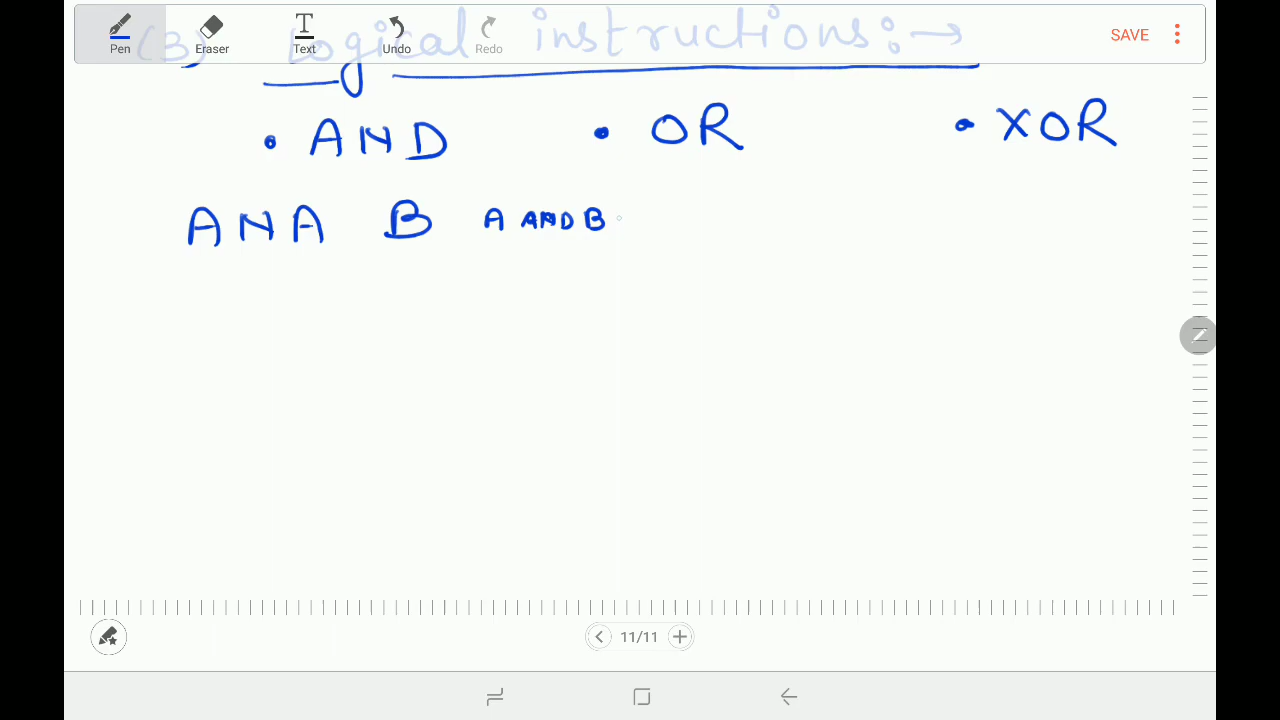 Pen Eraser Text Undo Redo SAVE
(3) Logical instructions:→
• AND • OR • XOR
ANA B A AND B
11/11